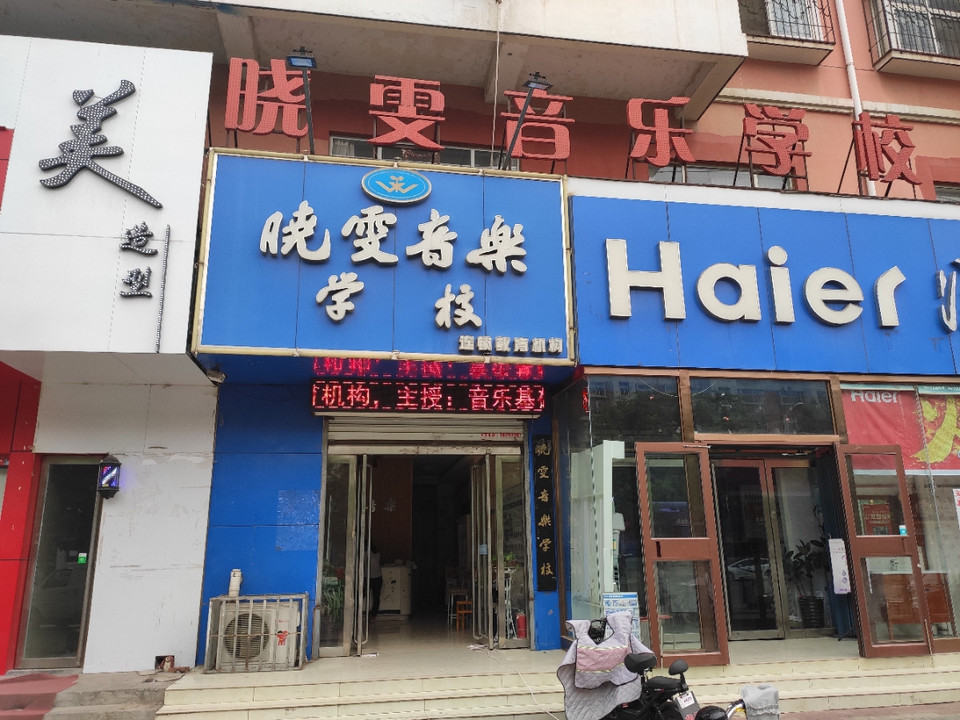 晓雯音乐学校
美
造型
晓雯音樂
学校
连锁教育机构
Haier
机构，主授：音乐基
晓雯音樂学校
Haier